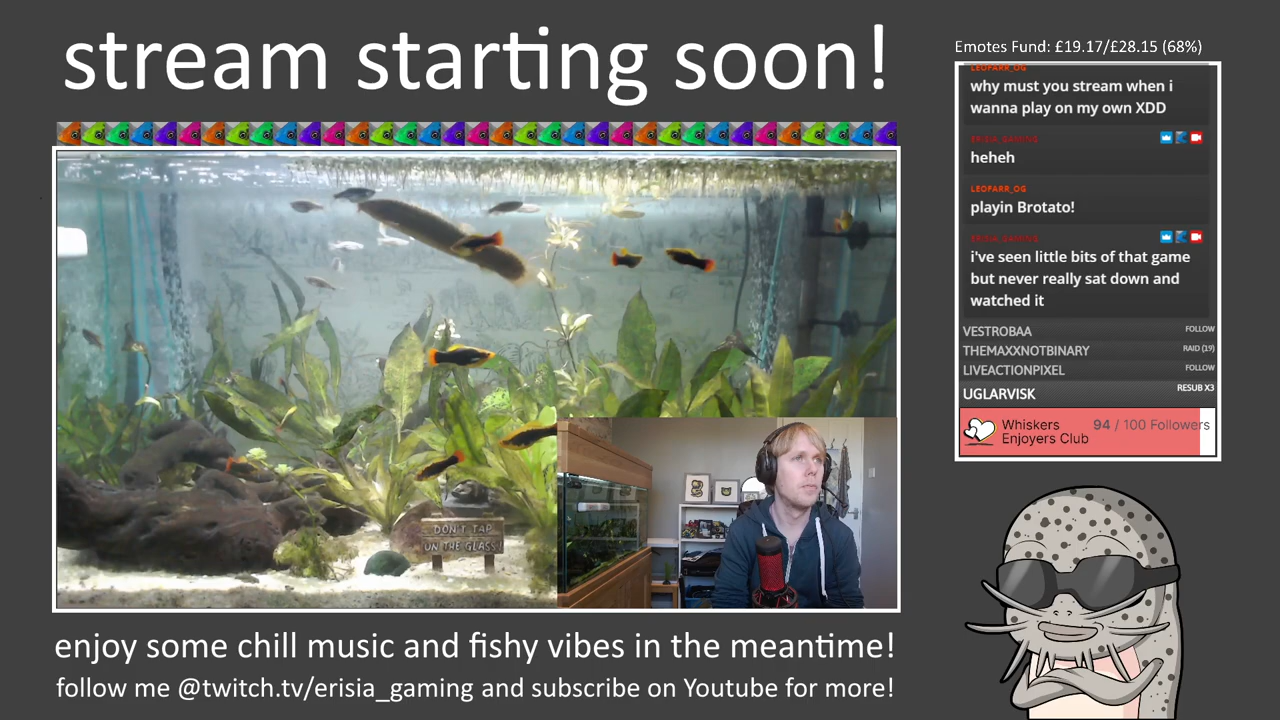 stream starting soon!
Emotes Fund: £19.17/£28.15 (68%)
LEOFARR_OG
why must you stream when i
wanna play on my own XDD
ERISIA_GAMING
heheh
LEOFARR_OG
playin Brotato!
ERISIA_GAMING
i've seen little bits of that game
but never really sat down and
watched it
VESTROBAA FOLLOW
THEMAXXNOTBINARY RAID (19)
LIVEACTIONPIXEL FOLLOW
UGLARVISK RESUB X3
Whiskers 94 / 100 Followers
Enjoyers Club
DON'T TAP
ON THE GLASS!
enjoy some chill music and fishy vibes in the meantime!
follow me @twitch.tv/erisia_gaming and subscribe on Youtube for more!